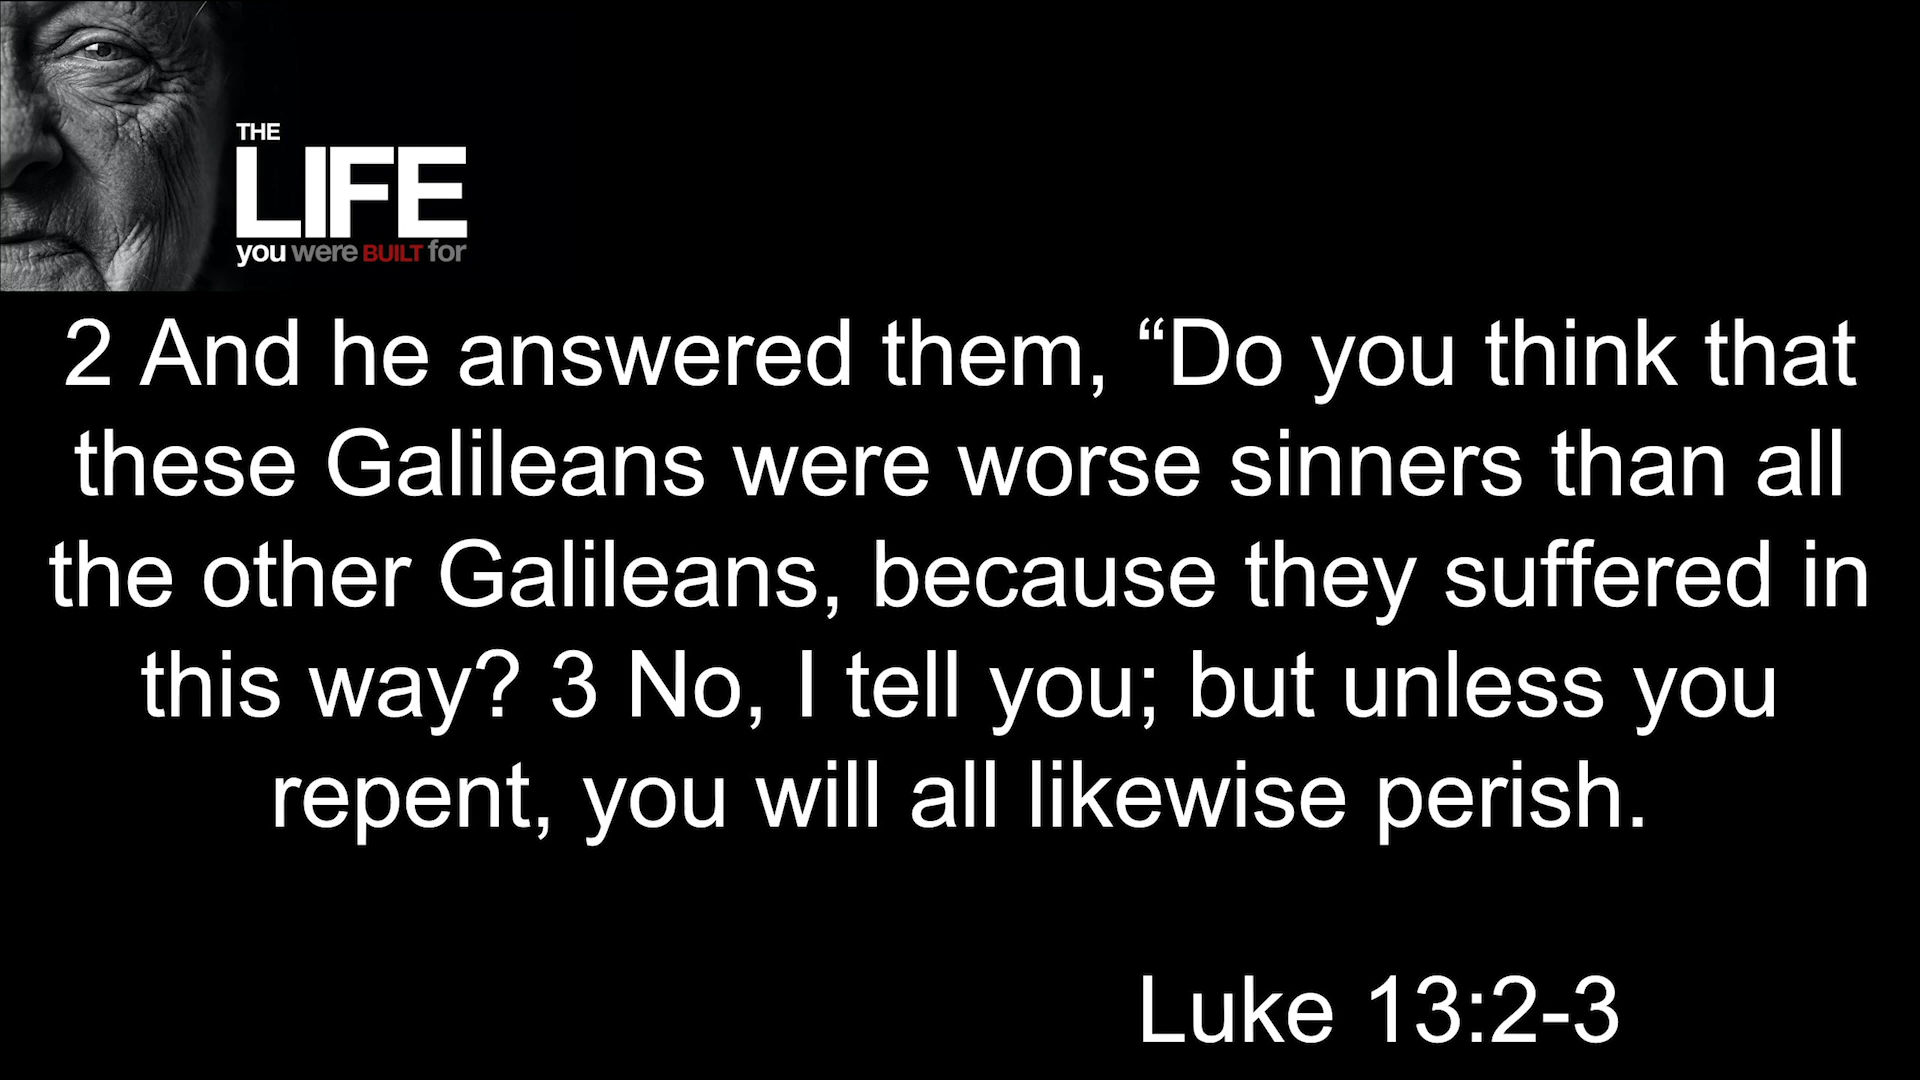 THE
LIFE
you were BUILT for
2 And he answered them, “Do you think that
these Galileans were worse sinners than all
the other Galileans, because they suffered in
this way? 3 No, I tell you; but unless you
repent, you will all likewise perish.
Luke 13:2-3